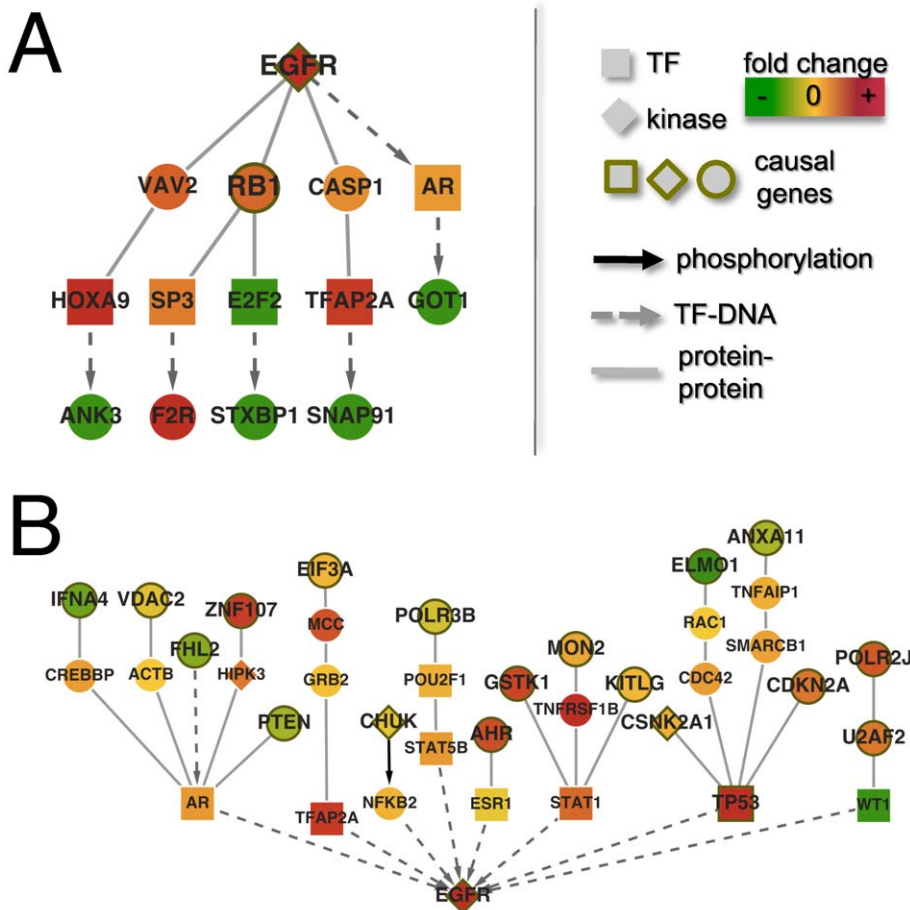 A
EGFR
VAV2 RB1 CASP1 AR
HOXA9 SP3 E2F2 TFAP2A GOT1
ANK3 F2R STXBP1 SNAP91
TF
kinase
fold change
- 0 +
causal
genes
phosphorylation
TF-DNA
protein-
protein
B
ANXA11
EIF3A ELMO1
IFNA4 VDAC2 ZNF107 POLR3B TNFAIP1
FHL2 MCC RAC1 SMARCB1
MON2 POLR2J
CREBBP ACTB HIPK3 GRB2 POU2F1 GSTK1 KITLG CDC42 CDKN2A
TNFRSF1B
PTEN CHUK AHR CSNK2A1 U2AF2
STAT5B
AR TFAP2A NFKB2 ESR1 STAT1 TP53 WT1
EGFR